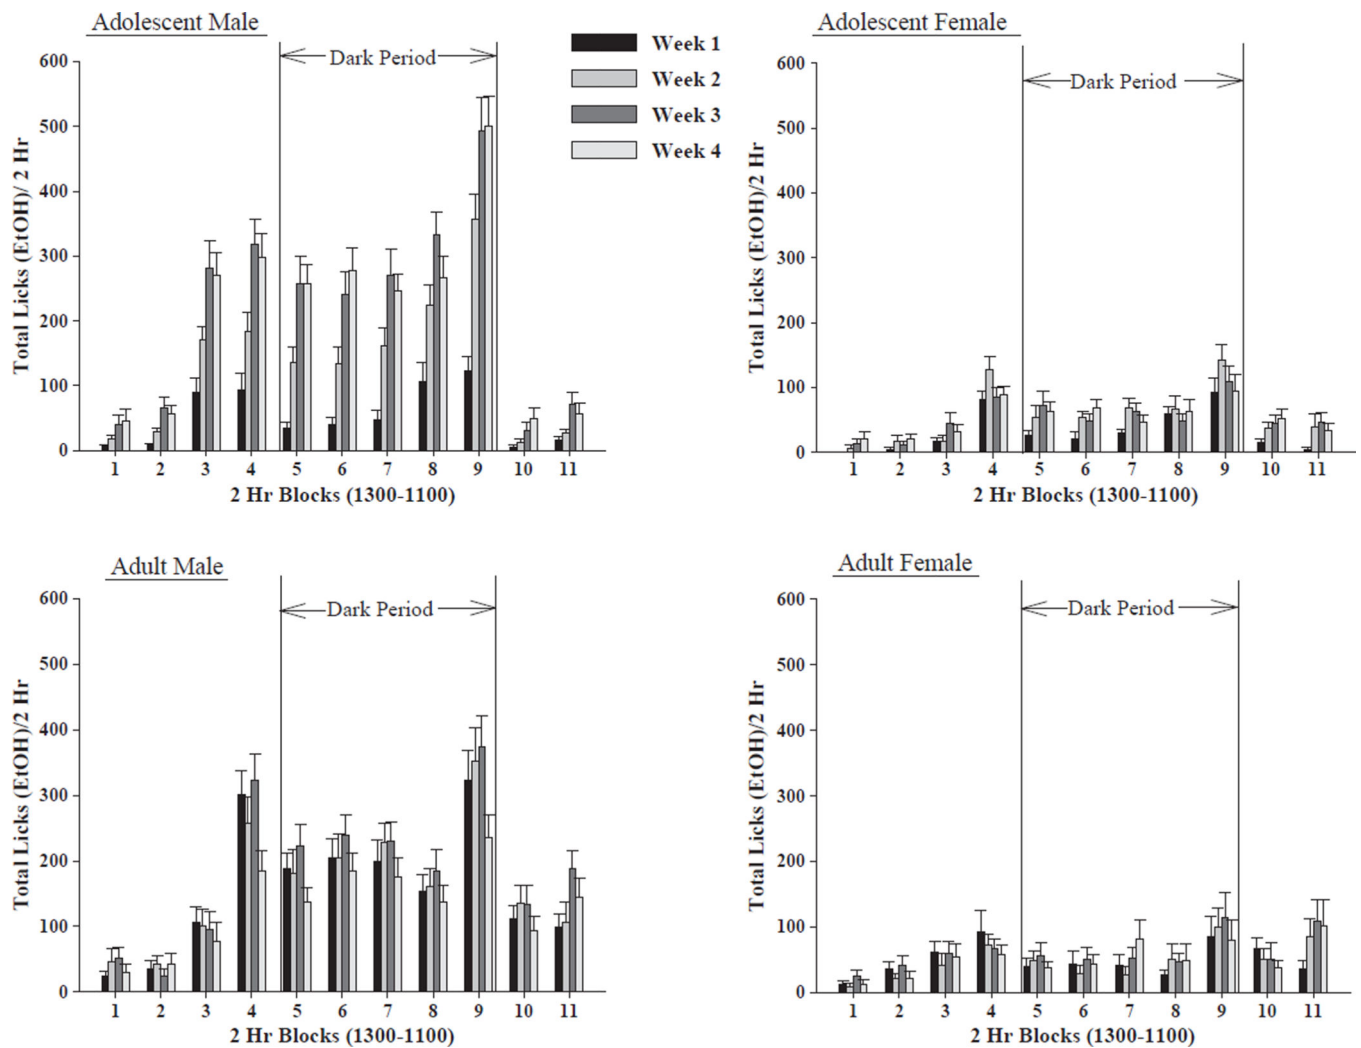 Adolescent Male
Total Licks (EtOH)/ 2 Hr
600
500
400
300
200
100
0
Dark Period
1 2 3 4 5 6 7 8 9 10 11
2 Hr Blocks (1300-1100)
Week 1
Week 2
Week 3
Week 4
Adolescent Female
Total Licks (EtOH)/2 Hr
600
500
400
300
200
100
0
Dark Period
1 2 3 4 5 6 7 8 9 10 11
2 Hr Blocks (1300-1100)
Adult Male
Total Licks (EtOH)/2 Hr
600
500
400
300
200
100
0
Dark Period
1 2 3 4 5 6 7 8 9 10 11
2 Hr Blocks (1300-1100)
Adult Female
Total Licks (EtOH)/2 Hr
600
500
400
300
200
100
0
Dark Period
1 2 3 4 5 6 7 8 9 10 11
2 Hr Blocks (1300-1100)